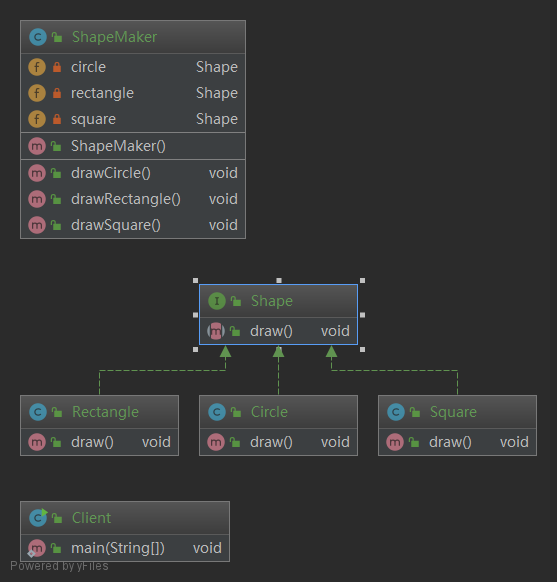 ShapeMaker
circle Shape
rectangle Shape
square Shape
ShapeMaker()
drawCircle() void
drawRectangle() void
drawSquare() void
Shape
draw() void
Rectangle
draw() void
Circle
draw() void
Square
draw() void
Client
main(String[]) void
Powered by yFiles